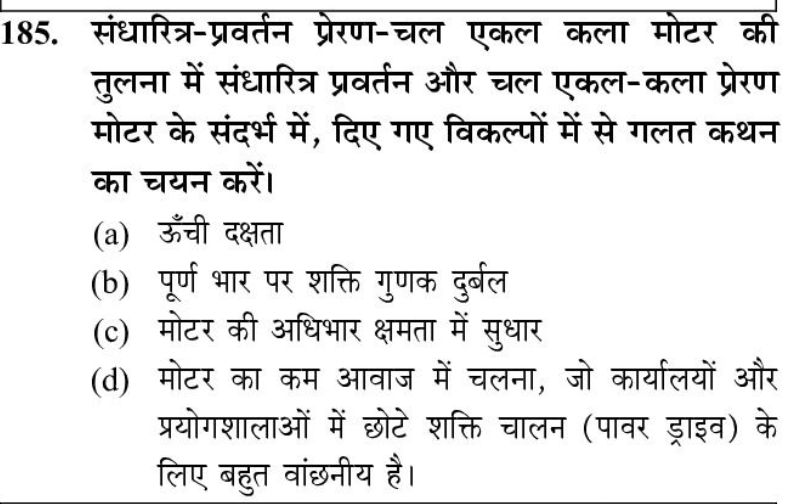 185. संधारित्र-प्रवर्तन प्रेरण-चल एकल कला मोटर की
तुलना में संधारित्र प्रवर्तन और चल एकल-कला प्रेरण
मोटर के संदर्भ में, दिए गए विकल्पों में से गलत कथन
का चयन करें।
(a) ऊँची दक्षता
(b) पूर्ण भार पर शक्ति गुणक दुर्बल
(c) मोटर की अधिभार क्षमता में सुधार
(d) मोटर का कम आवाज में चलना, जो कार्यालयों और
प्रयोगशालाओं में छोटे शक्ति चालन (पावर ड्राइव) के
लिए बहुत वांछनीय है।